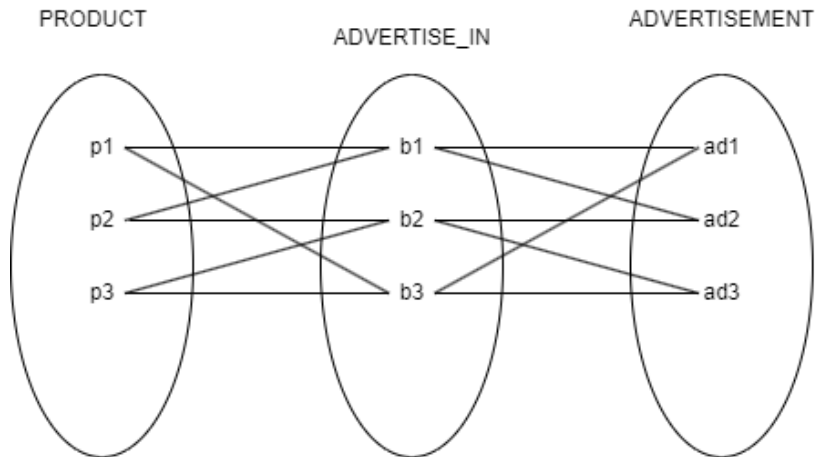 PRODUCT
ADVERTISE_IN
ADVERTISEMENT
p1 b1 ad1
p2 b2 ad2
p3 b3 ad3